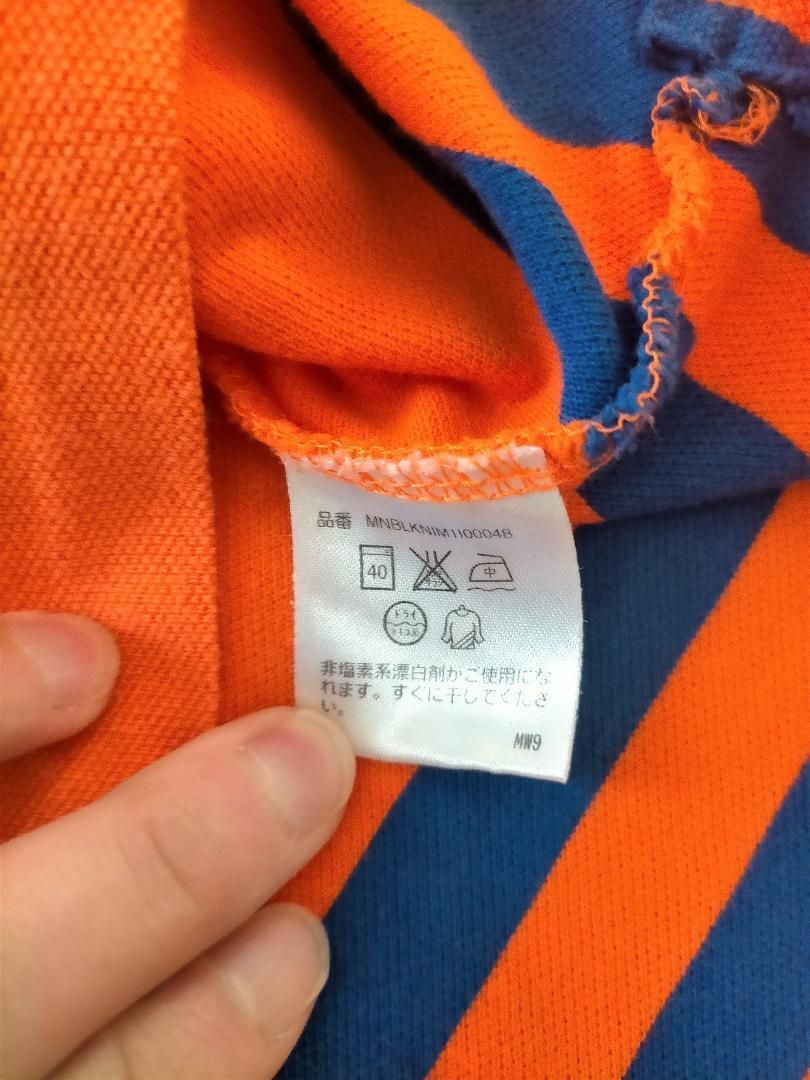 品番 MNBLKNIM1I00048
40
中
ドライ
非塩素系漂白剤がご使用にな
れます。すぐに干してくださ
い。
MW9